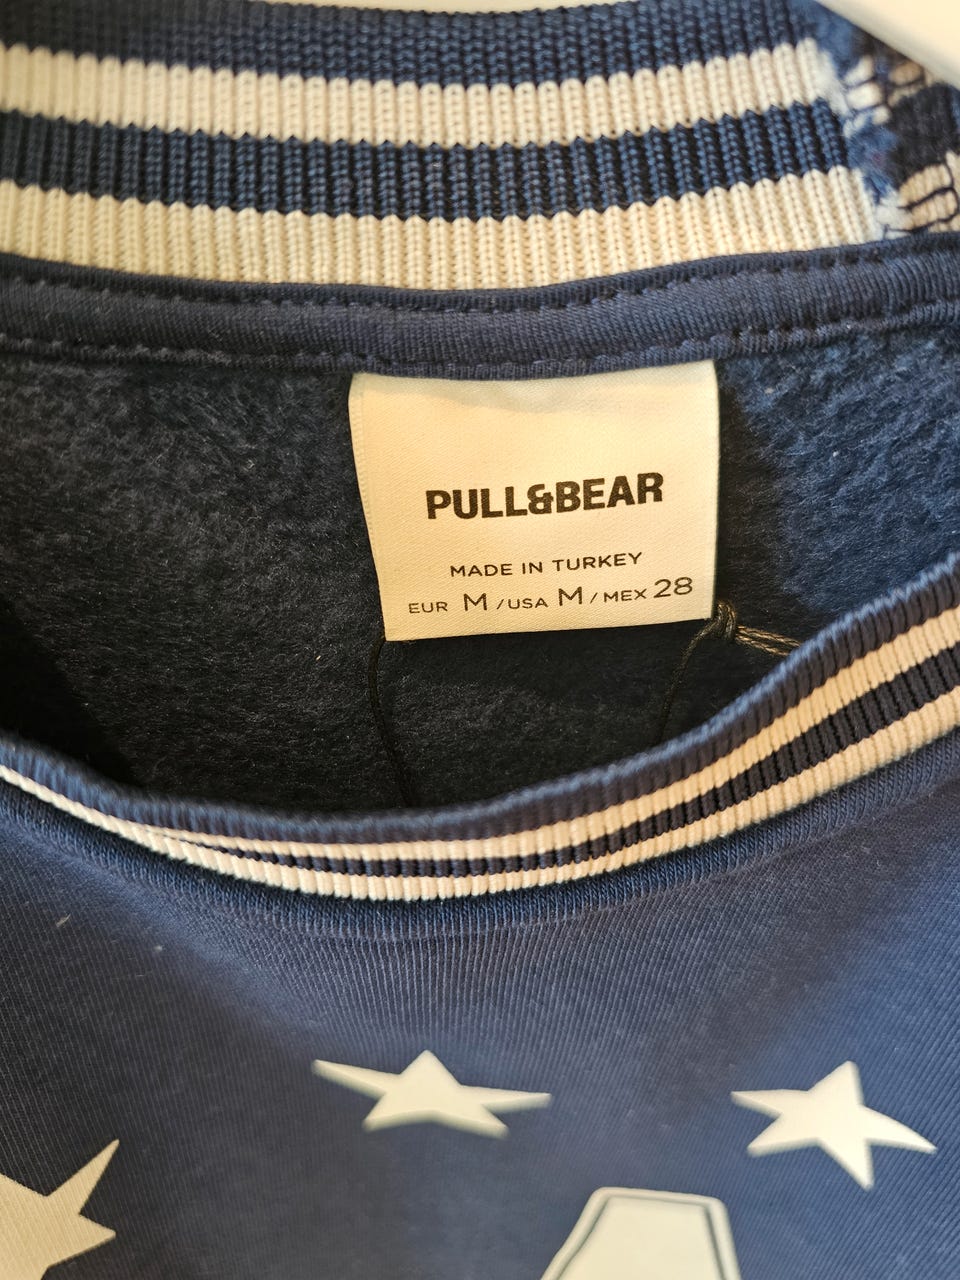 PULL&BEAR
MADE IN TURKEY
EUR M / USA M / MEX 28